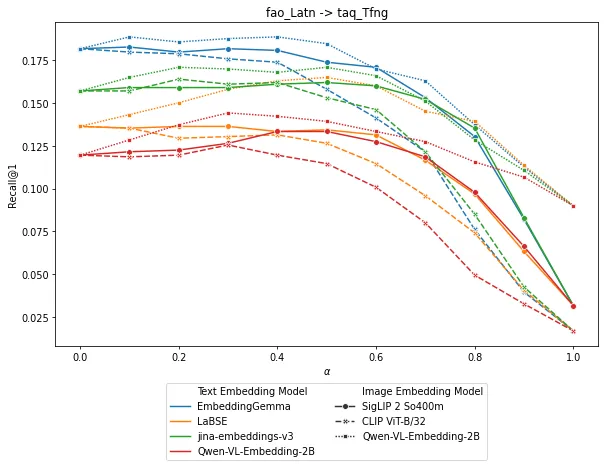 fao_Latn -> taq_Tfng
Recall@1
0.175
0.150
0.125
0.100
0.075
0.050
0.025
0.0 0.2 0.4 0.6 0.8 1.0
α
Text Embedding Model
EmbeddingGemma
LaBSE
jina-embeddings-v3
Qwen-VL-Embedding-2B
Image Embedding Model
SigLIP 2 So400m
CLIP ViT-B/32
Qwen-VL-Embedding-2B